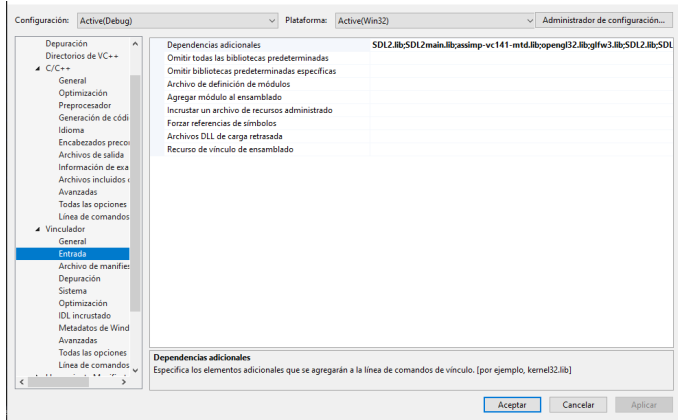 Configuración: Active(Debug) Plataforma: Active(Win32) Administrador de configuración...
Depuración
Directorios de VC++
C/C++
General
Optimización
Preprocesador
Generación de códi
Idioma
Encabezados precor
Archivos de salida
Información de exa
Archivos incluidos
Avanzadas
Todas las opciones
Línea de comandos
Vinculador
General
Entrada
Archivo de manifies
Depuración
Sistema
Optimización
IDL incrustado
Metadatos de Wind
Avanzadas
Todas las opciones
Línea de comandos
Dependencias adicionales SDL2.lib;SDL2main.lib;assimp-vc141-mtd.lib;opengl32.lib;glfw3.lib;SDL2.lib;SDL
Omitir todas las bibliotecas predeterminadas
Omitir bibliotecas predeterminadas específicas
Archivo de definición de módulos
Agregar módulo al ensamblado
Incrustar un archivo de recursos administrado
Forzar referencias de símbolos
Archivos DLL de carga retrasada
Recurso de vínculo de ensamblado
Dependencias adicionales
Especifica los elementos adicionales que se agregarán a la línea de comandos de vínculo. [por ejemplo, kernel32.lib]
Aceptar Cancelar Aplicar